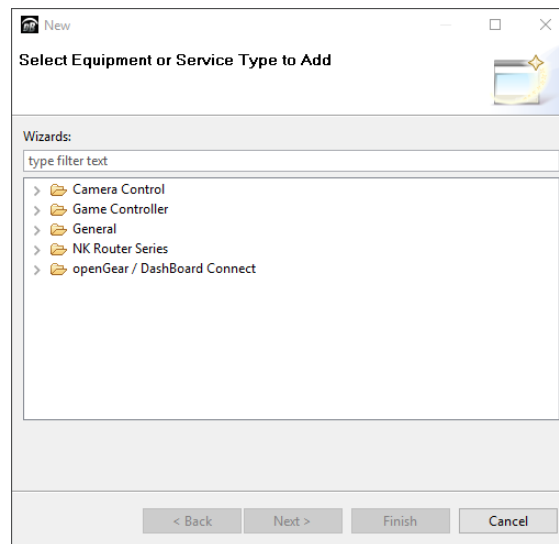 New
Select Equipment or Service Type to Add
Wizards:
type filter text
Camera Control
Game Controller
General
NK Router Series
openGear / DashBoard Connect
< Back Next > Finish Cancel